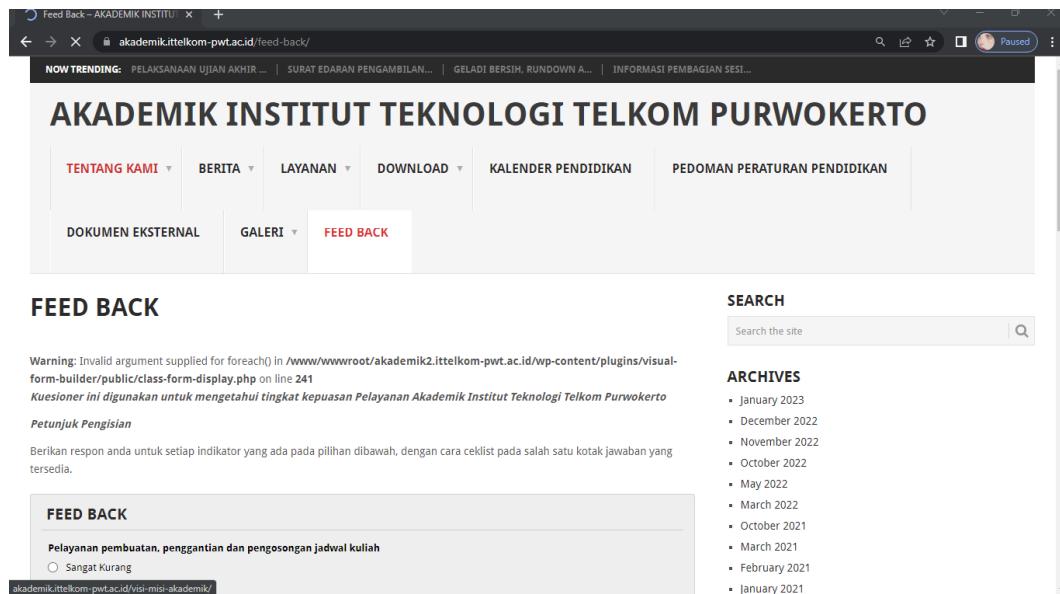 Feed Back – AKADEMIK INSTITUT
akademik.ittelkom-pwt.ac.id/feed-back/
Paused
NOW TRENDING: PELAKSANAAN UJIAN AKHIR ... | SURAT EDARAN PENGAMBILAN... | GELADI BERSIH, RUNDOWN A... | INFORMASI PEMBAGIAN SESI...
AKADEMIK INSTITUT TEKNOLOGI TELKOM PURWOKERTO
TENTANG KAMI BERITA LAYANAN DOWNLOAD KALENDER PENDIDIKAN PEDOMAN PERATURAN PENDIDIKAN
DOKUMEN EKSTERNAL GALERI FEED BACK
FEED BACK
Warning: Invalid argument supplied for foreach() in /www/wwwroot/akademik2.ittelkom-pwt.ac.id/wp-content/plugins/visual-
form-builder/public/class-form-display.php on line 241
Kuesioner ini digunakan untuk mengetahui tingkat kepuasan Pelayanan Akademik Institut Teknologi Telkom Purwokerto
Petunjuk Pengisian
Berikan respon anda untuk setiap indikator yang ada pada pilihan dibawah, dengan cara ceklist pada salah satu kotak jawaban yang
tersedia.
FEED BACK
Pelayanan pembuatan, penggantian dan pengosongan jadwal kuliah
Sangat Kurang
akademik.ittelkom-pwt.ac.id/visi-misi-akademik/
SEARCH
Search the site
ARCHIVES
January 2023
December 2022
November 2022
October 2022
May 2022
March 2022
October 2021
March 2021
February 2021
January 2021